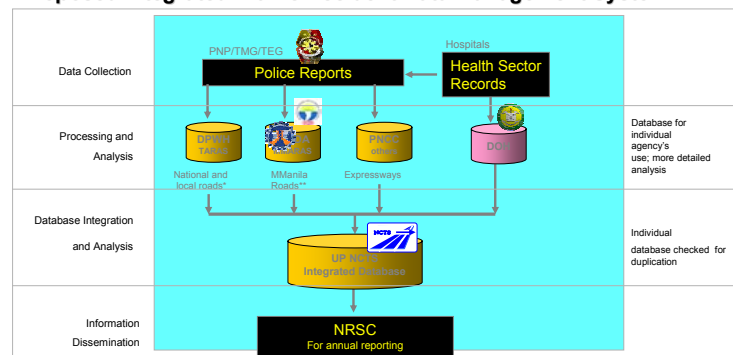 PNP/TMG/TEG
Hospitals
Data Collection
Police Reports
Health Sector
Records
Processing and
Analysis
DPWH
TARAS
PNCC
others
DOH
Database for
individual
agency's
use; more detailed
analysis
National and
local roads*
MManila
Roads**
Expressways
Database Integration
and Analysis
NCTS
UP NCTS
Integrated Database
Individual
database checked for
duplication
Information
Dissemination
NRSC
For annual reporting